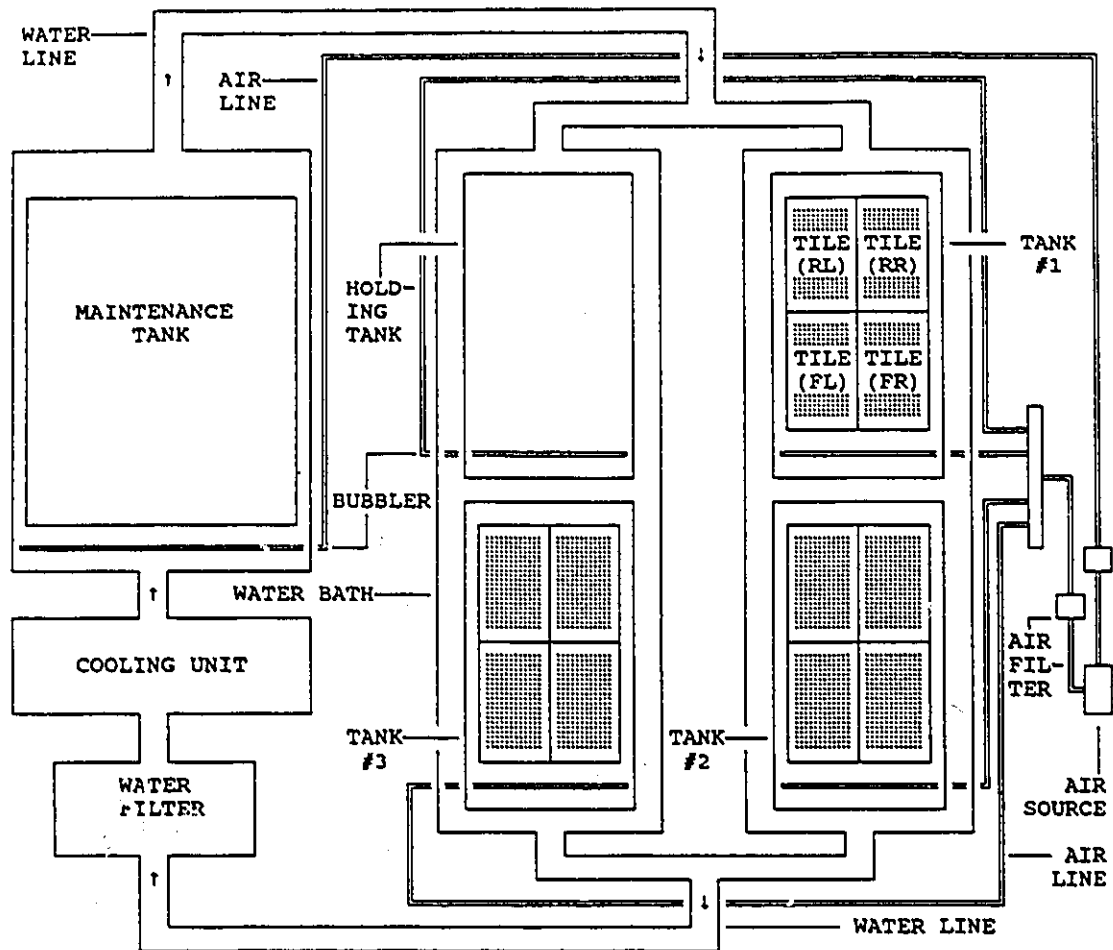 WATER
LINE
AIR
LINE
MAINTENANCE
TANK
HOLD-
ING
TANK
TILE
(RL)
TILE
(RR)
TILE
(FL)
TILE
(FR)
TANK
#1
BUBBLER
WATER BATH
COOLING UNIT
AIR
FIL-
TER
TANK
#3
TANK
#2
WATER
FILTER
AIR
SOURCE
AIR
LINE
WATER LINE